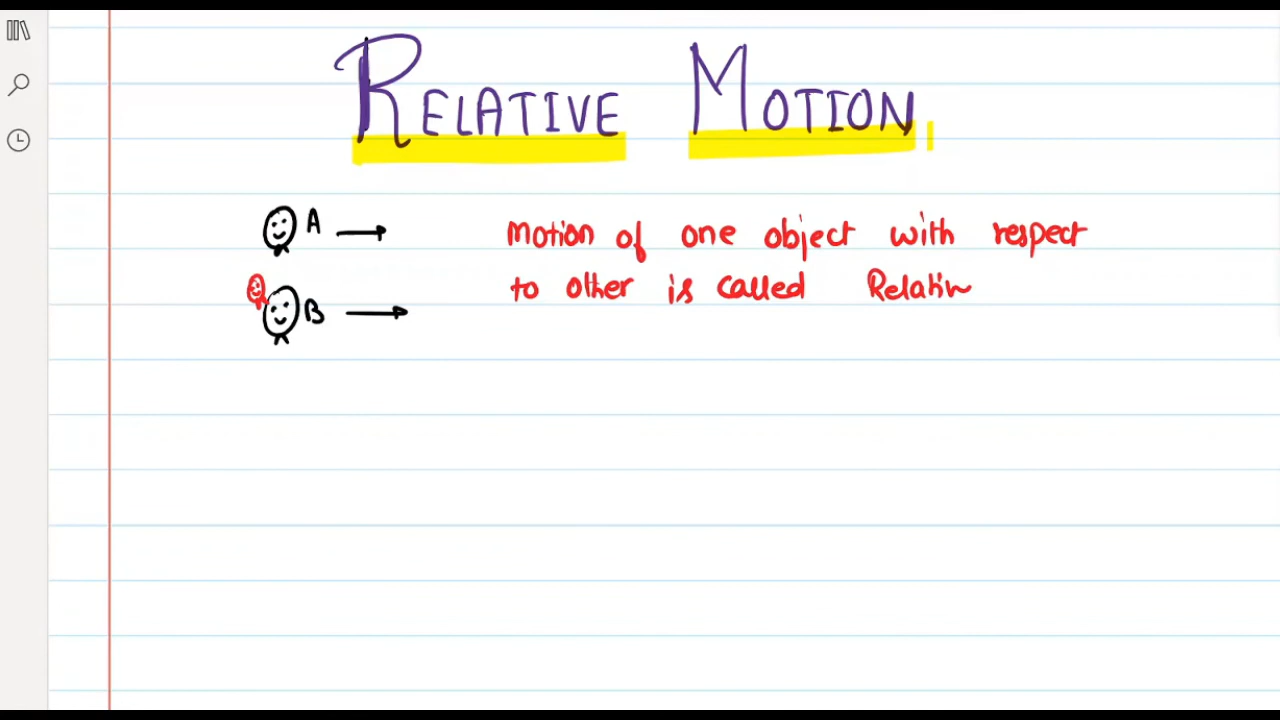 RELATIVE MOTION
A
Motion of one object with respect
to other is called Relativ
B